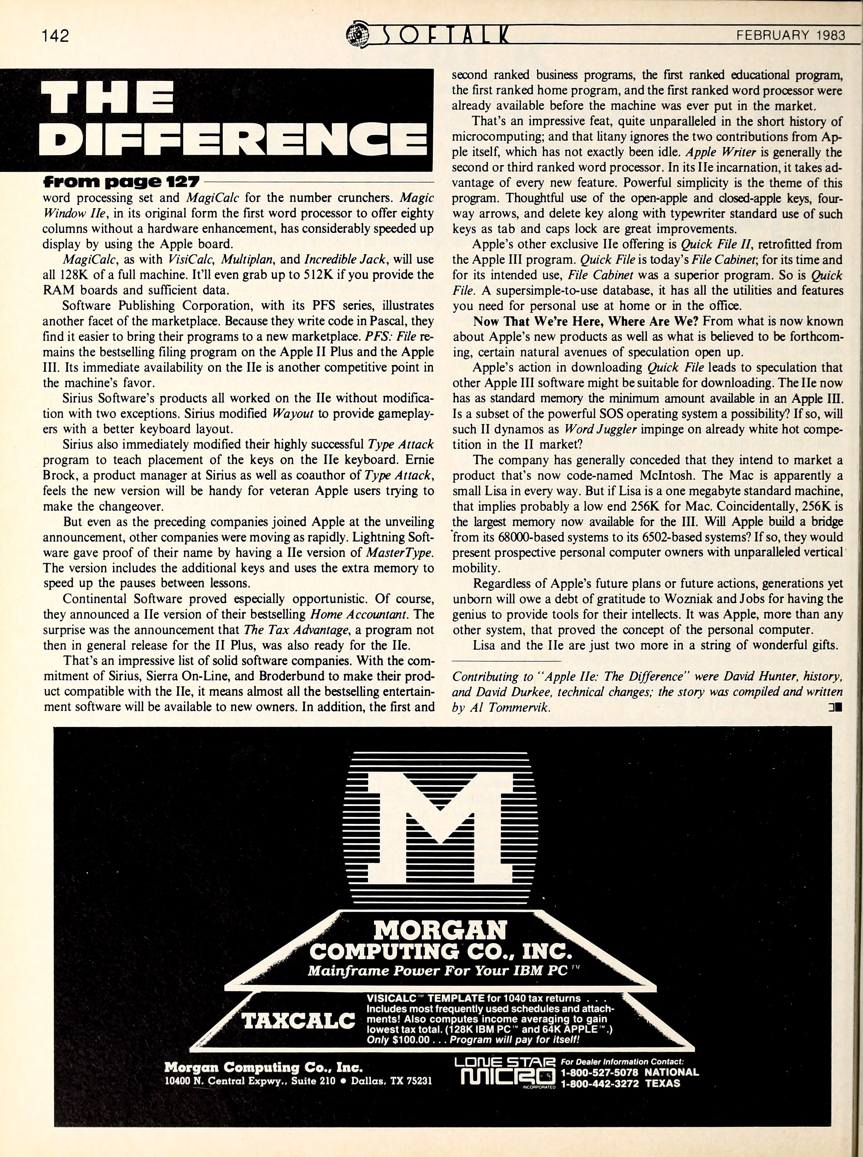 142
SOFTALK
FEBRUARY 1983
THE
DIFFERENCE
from page 127
word processing set and MagiCalc for the number crunchers. Magic
Window IIe, in its original form the first word processor to offer eighty
columns without a hardware enhancement, has considerably speeded up
display by using the Apple board.
MagiCalc, as with VisiCalc, Multiplan, and Incredible Jack, will use
all 128K of a full machine. It'll even grab up to 512K if you provide the
RAM boards and sufficient data.
Software Publishing Corporation, with its PFS series, illustrates
another facet of the marketplace. Because they write code in Pascal, they
find it easier to bring their programs to a new marketplace. PFS: File re-
mains the bestselling filing program on the Apple II Plus and the Apple
III. Its immediate availability on the IIe is another competitive point in
the machine's favor.
Sirius Software's products all worked on the IIe without modifica-
tion with two exceptions. Sirius modified Wayout to provide gameplay-
ers with a better keyboard layout.
Sirius also immediately modified their highly successful Type Attack
program to teach placement of the keys on the IIe keyboard. Ernie
Brock, a product manager at Sirius as well as coauthor of Type Attack,
feels the new version will be handy for veteran Apple users trying to
make the changeover.
But even as the preceding companies joined Apple at the unveiling
announcement, other companies were moving as rapidly. Lightning Soft-
ware gave proof of their name by having a IIe version of MasterType.
The version includes the additional keys and uses the extra memory to
speed up the pauses between lessons.
Continental Software proved especially opportunistic. Of course,
they announced a IIe version of their bestselling Home Accountant. The
surprise was the announcement that The Tax Advantage, a program not
then in general release for the II Plus, was also ready for the IIe.
That's an impressive list of solid software companies. With the com-
mitment of Sirius, Sierra On-Line, and Broderbund to make their prod-
uct compatible with the IIe, it means almost all the bestselling entertain-
ment software will be available to new owners. In addition, the first and
second ranked business programs, the first ranked educational program,
the first ranked home program, and the first ranked word processor were
already available before the machine was ever put in the market.
That's an impressive feat, quite unparalleled in the short history of
microcomputing; and that litany ignores the two contributions from Ap-
ple itself, which has not exactly been idle. Apple Writer is generally the
second or third ranked word processor. In its IIe incarnation, it takes ad-
vantage of every new feature. Powerful simplicity is the theme of this
program. Thoughtful use of the open-apple and closed-apple keys, four-
way arrows, and delete key along with typewriter standard use of such
keys as tab and caps lock are great improvements.
Apple's other exclusive IIe offering is Quick File II, retrofitted from
the Apple III program. Quick File is today's File Cabinet; for its time and
for its intended use, File Cabinet was a superior program. So is Quick
File. A supersimple-to-use database, it has all the utilities and features
you need for personal use at home or in the office.
Now That We're Here, Where Are We? From what is now known
about Apple's new products as well as what is believed to be forthcom-
ing, certain natural avenues of speculation open up.
Apple's action in downloading Quick File leads to speculation that
other Apple III software might be suitable for downloading. The IIe now
has as standard memory the minimum amount available in an Apple III.
Is a subset of the powerful SOS operating system a possibility? If so, will
such II dynamos as Word Juggler impinge on already white hot compe-
tition in the II market?
The company has generally conceded that they intend to market a
product that's now code-named McIntosh. The Mac is apparently a
small Lisa in every way. But if Lisa is a one megabyte standard machine,
that implies probably a low end 256K for Mac. Coincidentally, 256K is
the largest memory now available for the III. Will Apple build a bridge
from its 68000-based systems to its 6502-based systems? If so, they would
present prospective personal computer owners with unparalleled vertical
mobility.
Regardless of Apple's future plans or future actions, generations yet
unborn will owe a debt of gratitude to Wozniak and Jobs for having the
genius to provide tools for their intellects. It was Apple, more than any
other system, that proved the concept of the personal computer.
Lisa and the IIe are just two more in a string of wonderful gifts.
Contributing to "Apple IIe: The Difference" were David Hunter, history,
and David Durkee, technical changes; the story was compiled and written
by Al Tommervik.
M
MORGAN
COMPUTING CO., INC.
Mainframe Power For Your IBM PC™
TAXCALC
VISICALC™ TEMPLATE for 1040 tax returns . . .
Includes most frequently used schedules and attach-
ments! Also computes income averaging to gain
lowest tax total. (128K IBM PC™ and 64K APPLE™.)
Only $100.00 . . . Program will pay for itself!
Morgan Computing Co., Inc.
10400 N. Central Expwy., Suite 210 • Dallas, TX 75231
LONE STAR
MICRO
INCORPORATED
For Dealer Information Contact:
1-800-527-5078 NATIONAL
1-800-442-3272 TEXAS